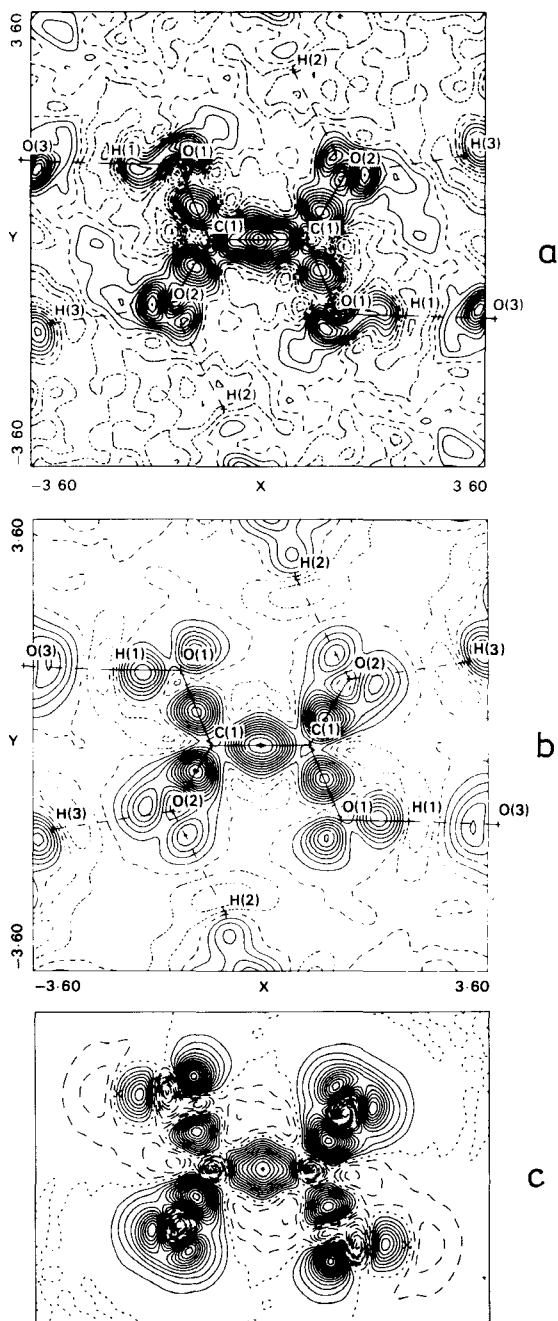 3 60
H(2)
O(3) H(1) O(1) O(2) H(3)
C(1) C(1)
Y
a
H(3) O(2) O(1) H(1) O(3)
H(2)
-3 60
-3 60 X 3 60
3·60
H(2)
O(3) H(1) O(1) O(2) H(3)
C(1) C(1)
Y
b
H(3) O(2) O(1) H(1) O(3)
H(2)
-3·60
-3·60 X 3·60
c